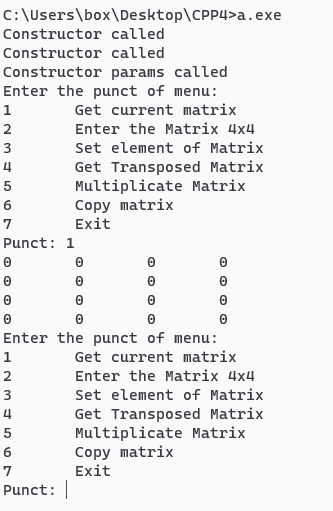 C:\Users\box\Desktop\CPP4>a.exe
Constructor called
Constructor called
Constructor params called
Enter the punct of menu:
1       Get current matrix
2       Enter the Matrix 4x4
3       Set element of Matrix
4       Get Transposed Matrix
5       Multiplicate Matrix
6       Copy matrix
7       Exit
Punct: 1
0       0       0       0
0       0       0       0
0       0       0       0
0       0       0       0
Enter the punct of menu:
1       Get current matrix
2       Enter the Matrix 4x4
3       Set element of Matrix
4       Get Transposed Matrix
5       Multiplicate Matrix
6       Copy matrix
7       Exit
Punct: